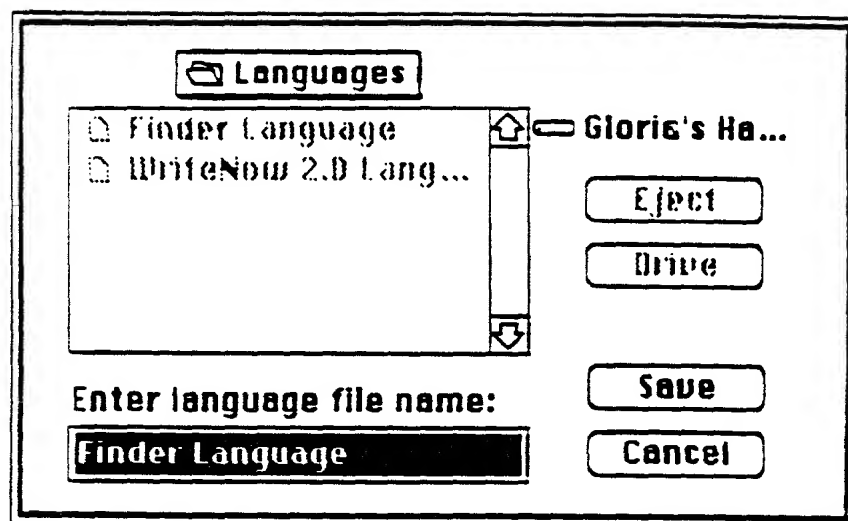 Languages
Finder Language
WriteNow 2.0 Lang...
Gloria's Ha...
Eject
Drive
Enter language file name:
Save
Finder Language
Cancel